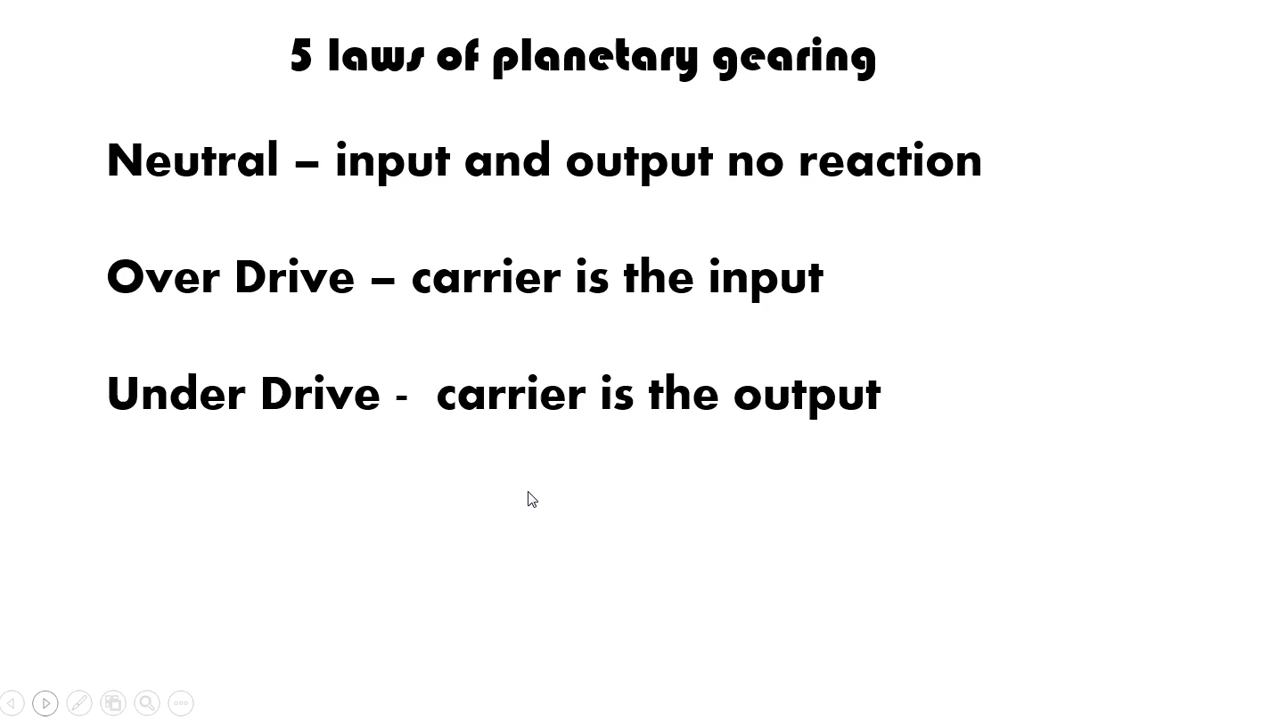 5 laws of planetary gearing
Neutral – input and output no reaction
Over Drive – carrier is the input
Under Drive -  carrier is the output